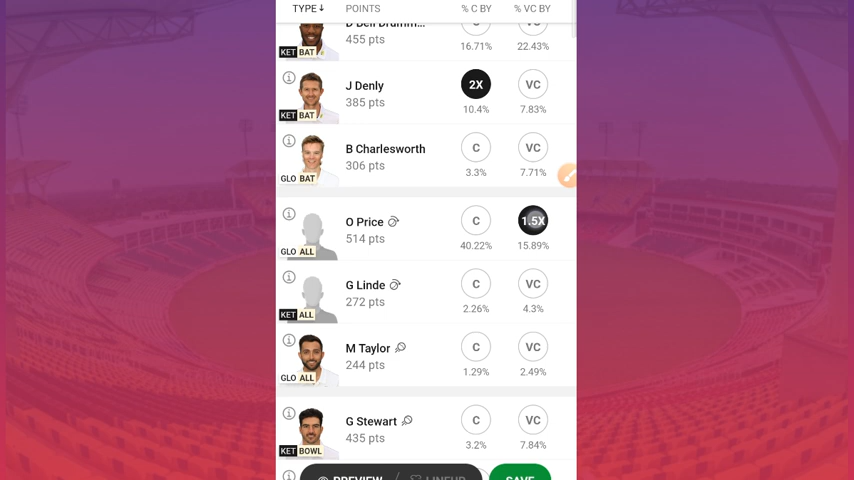 TYPE↓ POINTS % C BY % VC BY
D Bell Drumm... C VC
455 pts
KET BAT 16.71% 22.43%
J Denly 2X VC
385 pts
KET BAT 10.4% 7.83%
B Charlesworth C VC
306 pts
GLO BAT 3.3% 7.71%
O Price C 1.5X
514 pts
GLO ALL 40.22% 15.89%
G Linde C VC
272 pts
KET ALL 2.26% 4.3%
M Taylor C VC
244 pts
GLO ALL 1.29% 2.49%
G Stewart C VC
435 pts
KET BOWL 3.2% 7.84%
PREVIEW / LINEUP SAVE